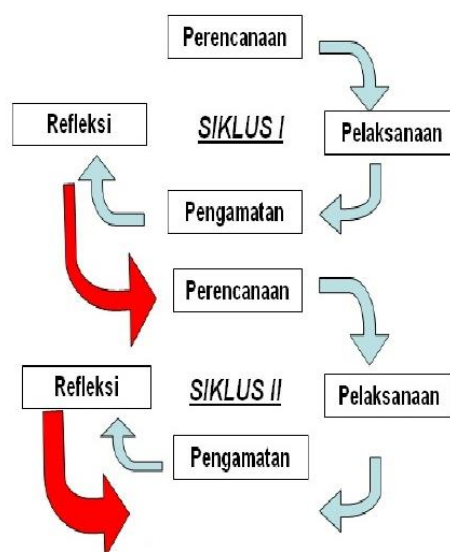 Perencanaan
Refleksi
SIKLUS I
Pelaksanaan
Pengamatan
Perencanaan
Refleksi
SIKLUS II
Pelaksanaan
Pengamatan